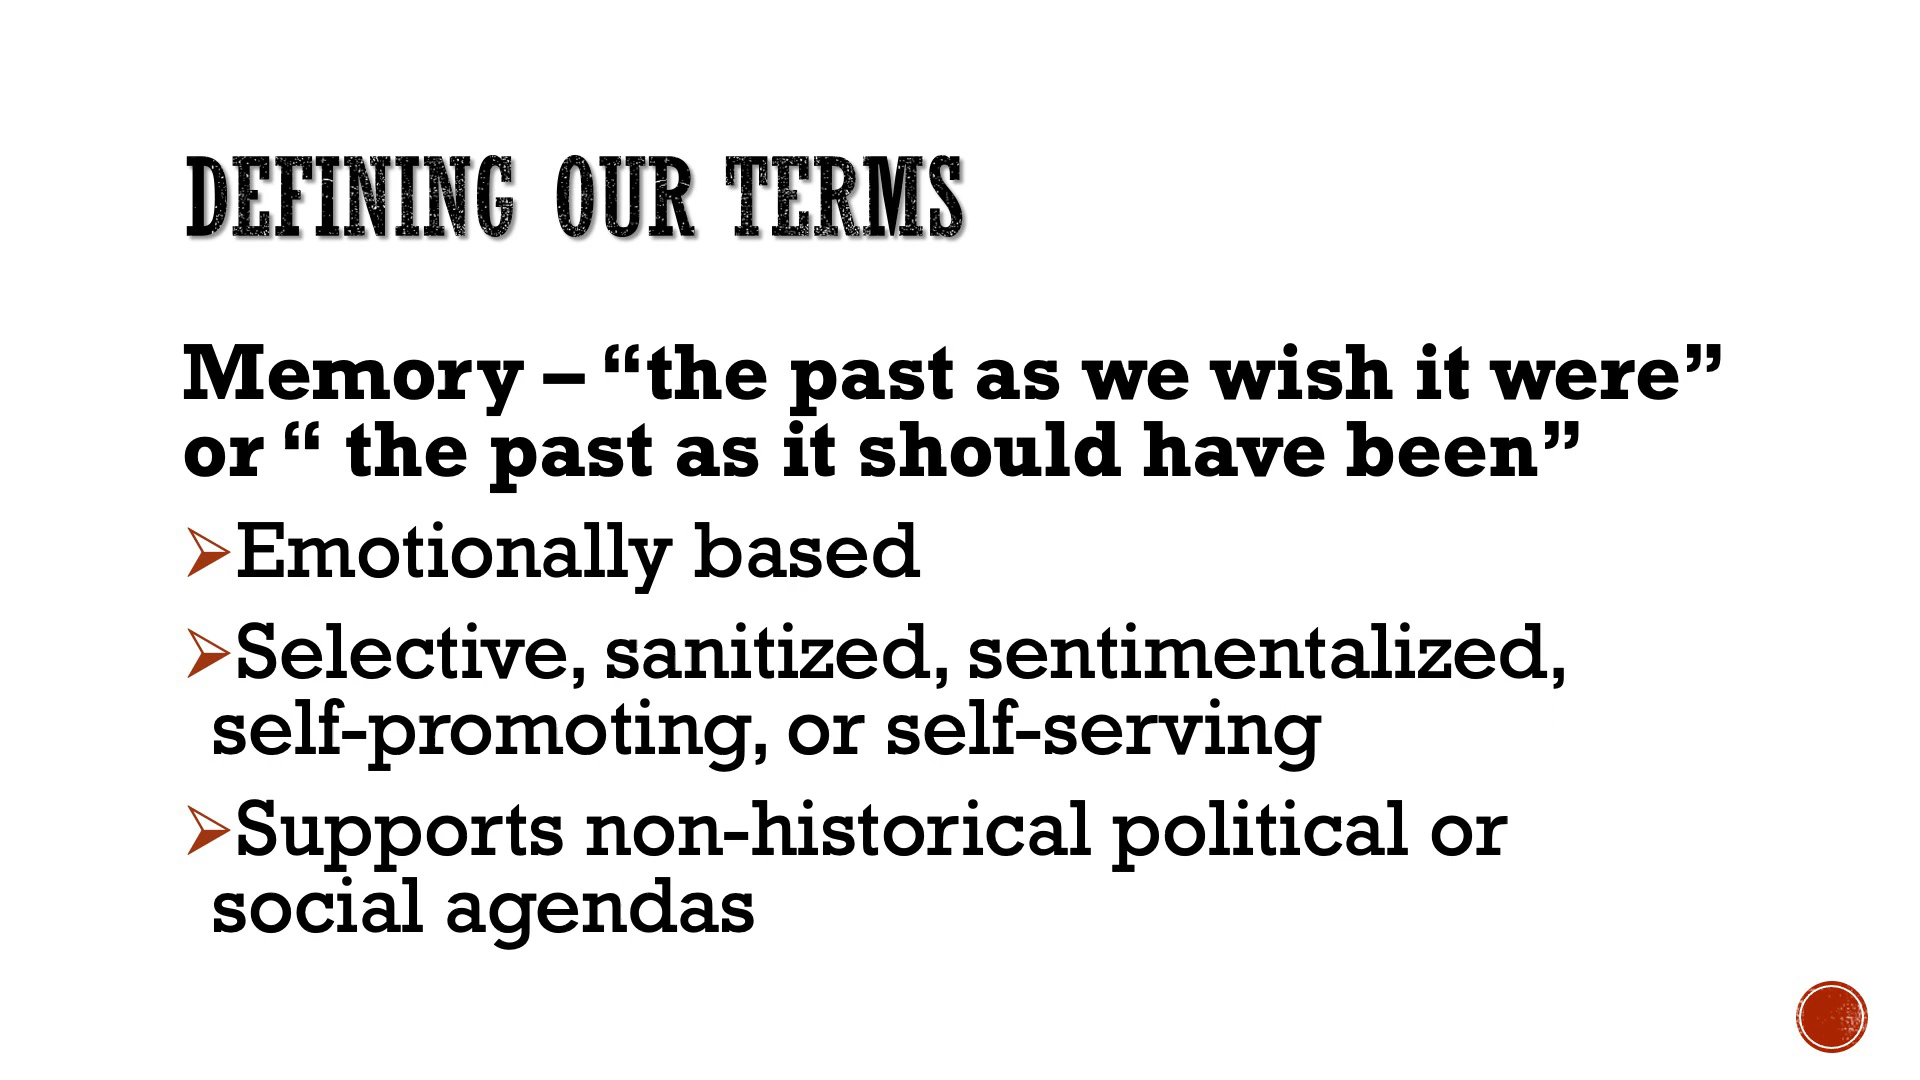 DEFINING OUR TERMS
Memory – “the past as we wish it were”
or “ the past as it should have been”
➢Emotionally based
➢Selective, sanitized, sentimentalized,
self-promoting, or self-serving
➢Supports non-historical political or
social agendas